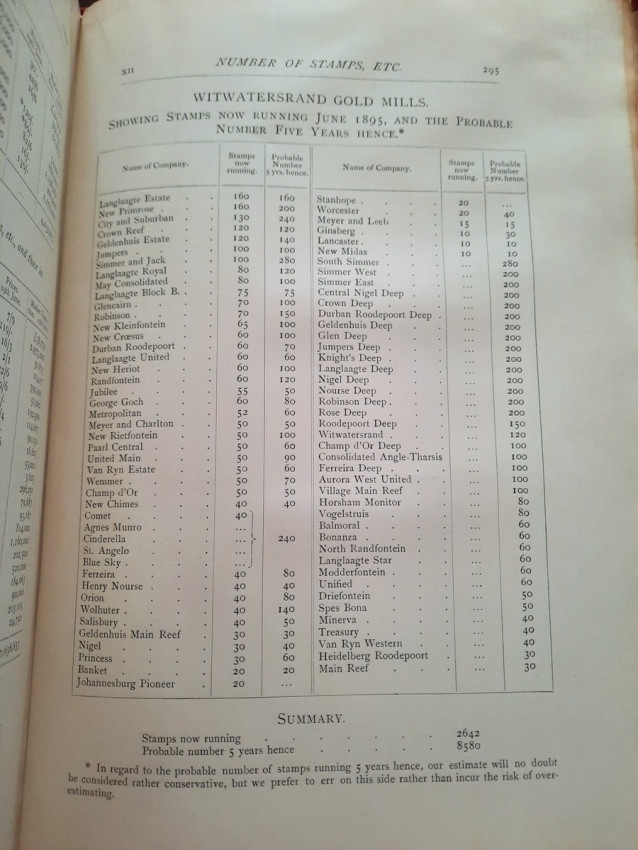 XII NUMBER OF STAMPS, ETC. 295
WITWATERSRAND GOLD MILLS.
SHOWING STAMPS NOW RUNNING JUNE 1895, AND THE PROBABLE
NUMBER FIVE YEARS HENCE.*
Name of Company. Stamps now running. Probable Number 5 yrs. hence.
Langlaagte Estate . . 160 160
New Primrose . . . 160 200
City and Suburban . . 130 240
Crown Reef . . . 120 120
Geldenhuis Estate . . 120 140
Jumpers . . . . 100 100
Simmer and Jack . . 100 280
Langlaagte Royal . . 80 120
May Consolidated . . 80 100
Langlaagte Block B. . . 75 75
Glencairn . . . . 70 100
Robinson . . . . 70 150
New Kleinfontein . . 65 100
New Crœsus . . . 60 100
Durban Roodepoort . . 60 70
Langlaagte United . . 60 60
New Heriot . . . 60 100
Randfontein . . . 60 120
Jubilee . . . . 55 50
George Goch . . . 60 80
Metropolitan . . . 52 60
Meyer and Charlton . . 50 50
New Rietfontein . . 50 100
Paarl Central . . . 50 60
United Main . . . 50 90
Van Ryn Estate . . 50 60
Wemmer . . . . 50 70
Champ d'Or . . . 50 50
New Chimes . . . 40 40
Comet . . . . 40
Agnes Munro . . . ...
Cinderella . . . ... 240
St. Angelo . . . ...
Blue Sky . . . . ...
Ferreira . . . . 40 80
Henry Nourse . . . 40 40
Orion . . . . 40 80
Wolhuter . . . . 40 140
Salisbury . . . . 40 50
Geldenhuis Main Reef . 30 30
Nigel . . . . 30 40
Princess . . . . 30 60
Banket . . . . 20 20
Johannesburg Pioneer . 20 ...
Name of Company. Stamps now running. Probable Number 5 yrs. hence.
Stanhope . . . . 20 ...
Worcester . . . 20 40
Meyer and Leeb . . 15 15
Ginsberg . . . . 10 30
Lancaster . . . . 10 10
New Midas . . . 10 10
South Simmer . . . ... 280
Simmer West . . . ... 200
Simmer East . . . ... 200
Central Nigel Deep . . ... 200
Crown Deep . . . ... 200
Durban Roodepoort Deep . ... 200
Geldenhuis Deep . . ... 200
Glen Deep . . . ... 200
Jumpers Deep . . . ... 200
Knight's Deep . . . ... 200
Langlaagte Deep . . ... 200
Nigel Deep . . . ... 200
Nourse Deep . . . ... 200
Robinson Deep . . . ... 200
Rose Deep . . . ... 200
Roodepoort Deep . . ... 150
Witwatersrand . . . ... 120
Champ d'Or Deep . . ... 100
Consolidated Angle-Tharsis ... 100
Ferreira Deep . . . ... 100
Aurora West United . . ... 100
Village Main Reef . . ... 100
Horsham Monitor . . ... 80
Vogelstruis . . . ... 80
Balmoral . . . . ... 60
Bonanza . . . . ... 60
North Randfontein . . ... 60
Langlaagte Star . . ... 60
Modderfontein . . . ... 60
Unified . . . . ... 60
Driefontein . . . ... 50
Spes Bona . . . ... 50
Minerva . . . . ... 40
Treasury . . . . ... 40
Van Ryn Western . . ... 40
Heidelberg Roodepoort . ... 30
Main Reef . . . ... 30
SUMMARY.
Stamps now running . . . . . . . 2642
Probable number 5 years hence . . . . . 8580
* In regard to the probable number of stamps running 5 years hence, our estimate will no doubt
be considered rather conservative, but we prefer to err on this side rather than incur the risk of over-
estimating.